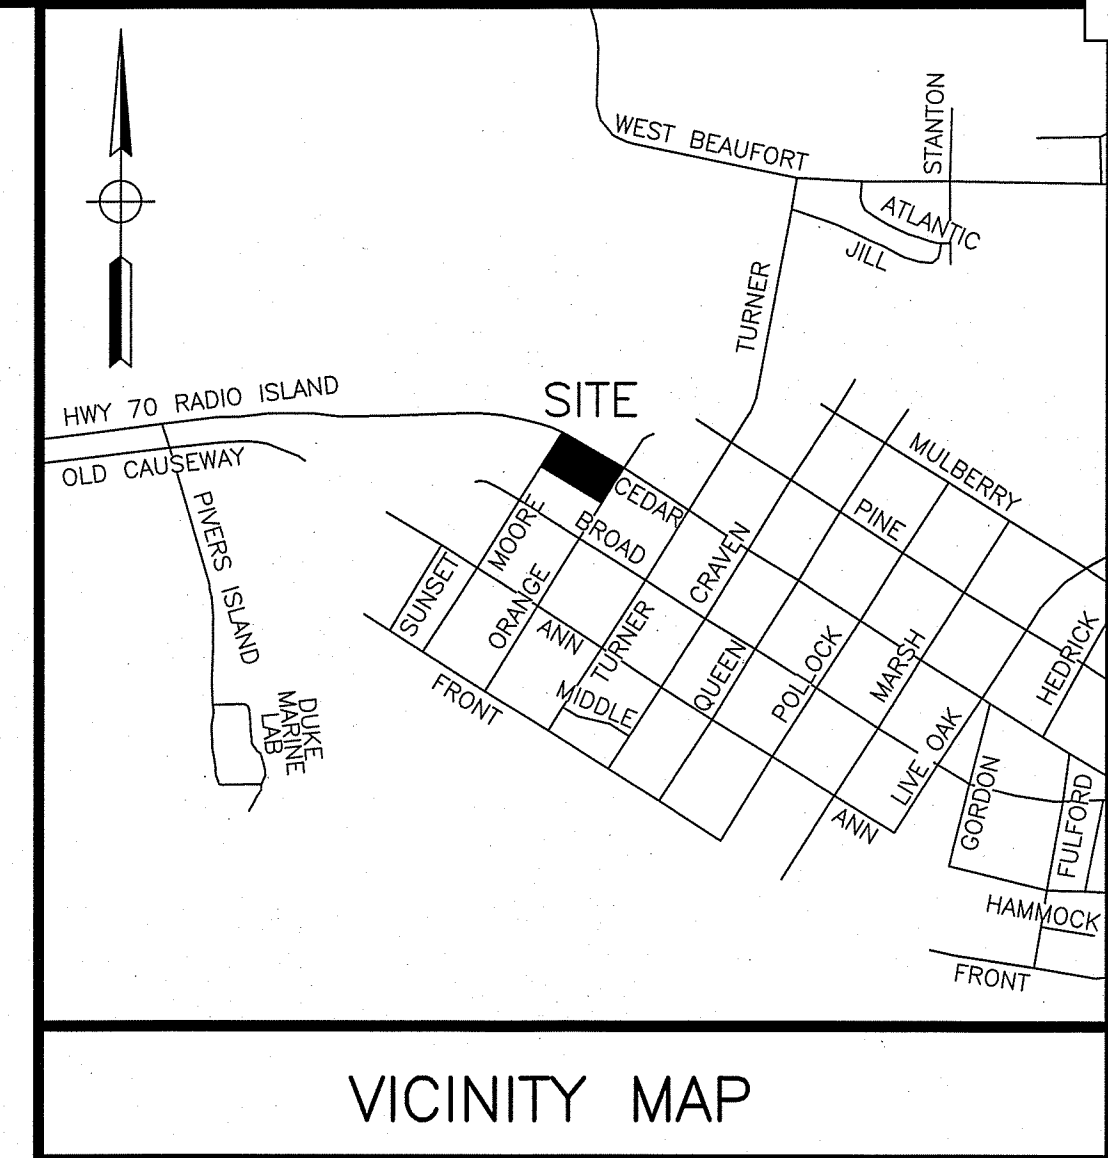 STANTON
WEST BEAUFORT
ATLANTIC
JILL
TURNER
HWY 70 RADIO ISLAND
SITE
OLD CAUSEWAY
MULBERRY
CEDAR
PINE
BROAD
MOORE
PIVERS ISLAND
CRAVEN
SUNSET
ORANGE
ANN
TURNER
QUEEN
POLLOCK
MARSH
HEDRICK
FRONT
MIDDLE
DUKE
MARINE
LAB
LIVE OAK
GORDON
FULFORD
ANN
HAMMOCK
FRONT
VICINITY MAP